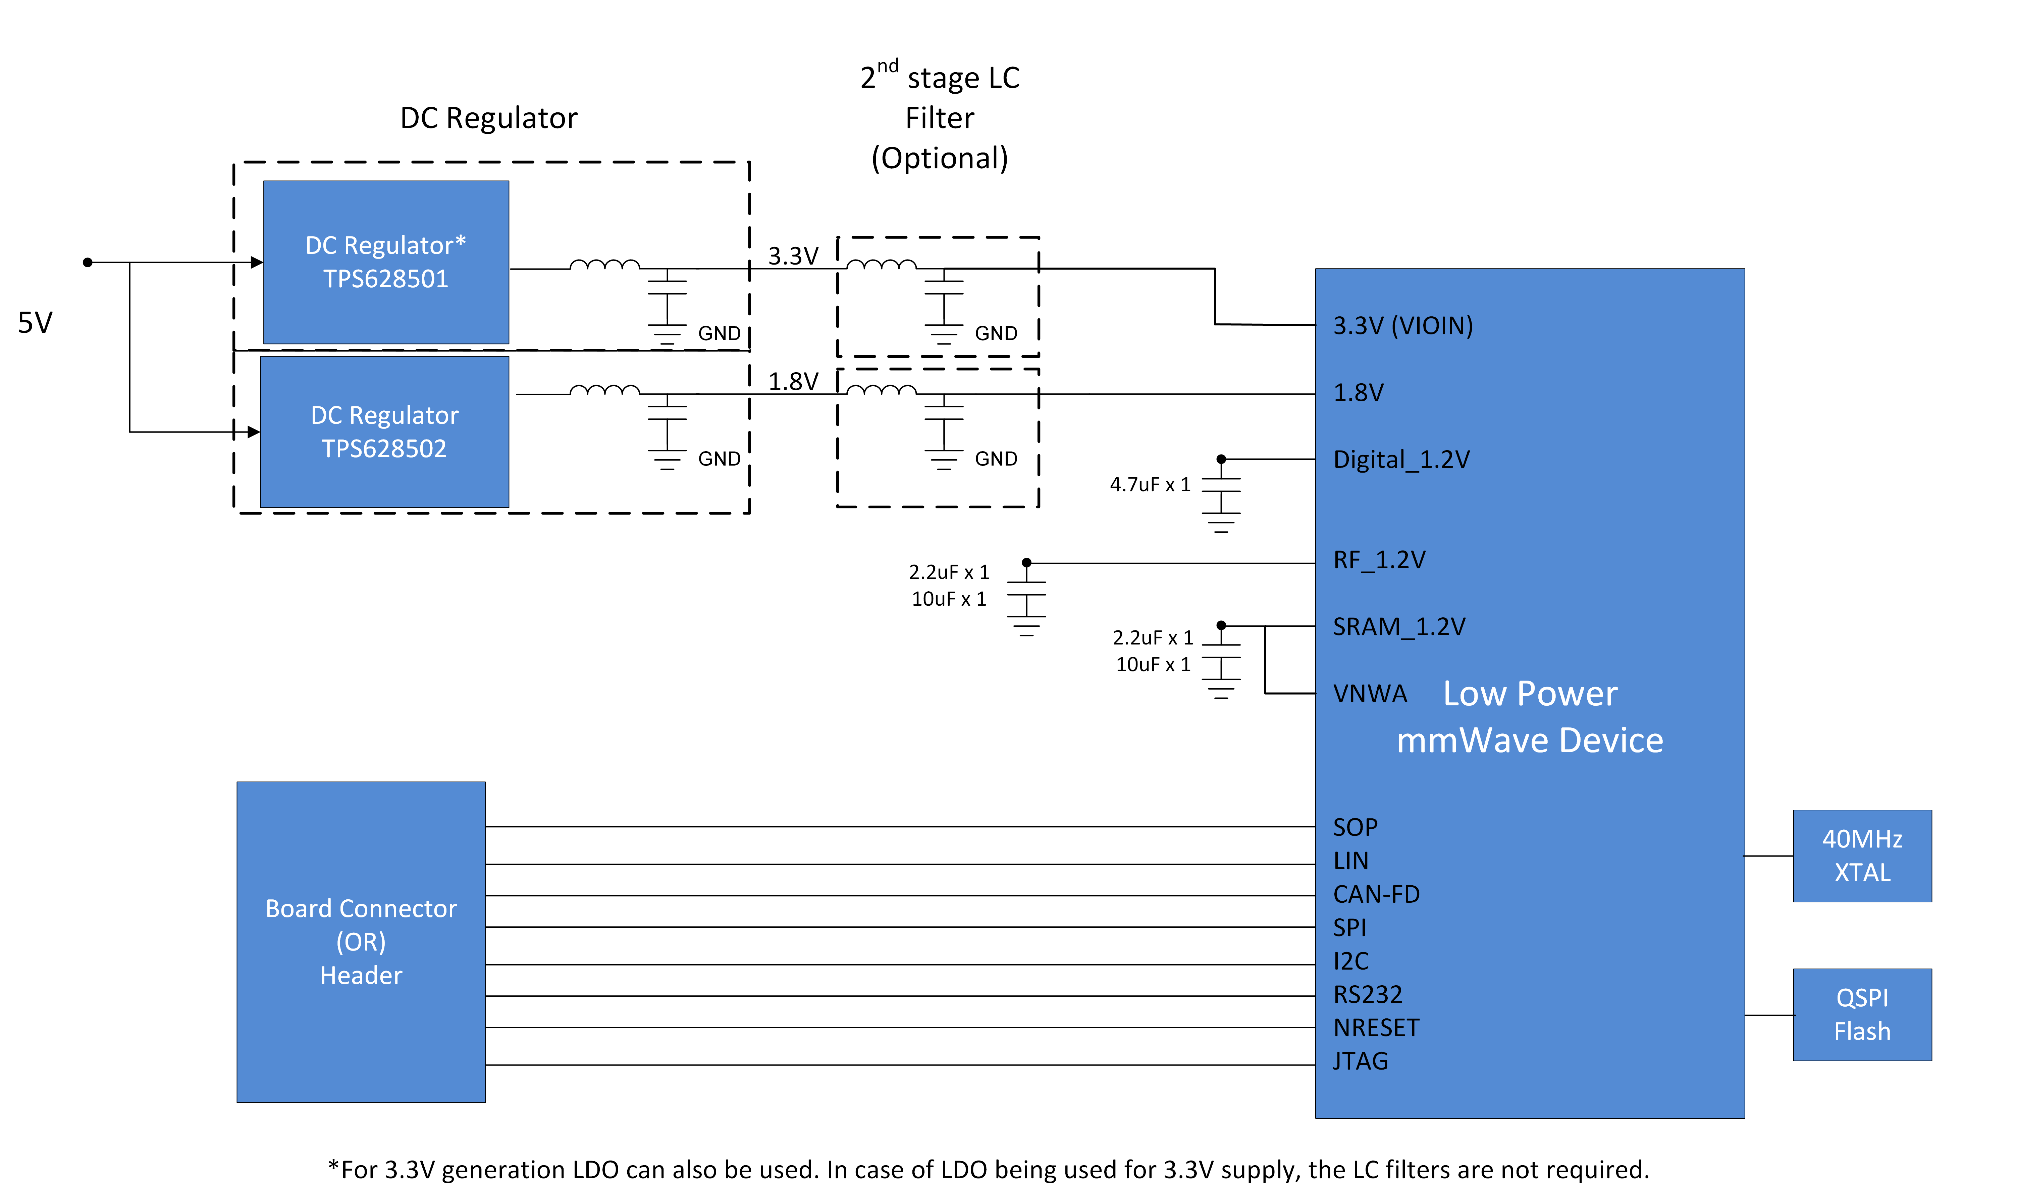 2nd stage LC
Filter
(Optional)
DC Regulator
DC Regulator*
TPS628501
3.3V
GND
GND
5V
DC Regulator
TPS628502
1.8V
GND
GND
3.3V (VIOIN)
1.8V
Digital_1.2V
4.7uF x 1
RF_1.2V
2.2uF x 1
10uF x 1
SRAM_1.2V
2.2uF x 1
10uF x 1
VNWA
Low Power
mmWave Device
SOP
LIN
CAN-FD
SPI
I2C
RS232
NRESET
JTAG
Board Connector
(OR)
Header
40MHz
XTAL
QSPI
Flash
*For 3.3V generation LDO can also be used. In case of LDO being used for 3.3V supply, the LC filters are not required.